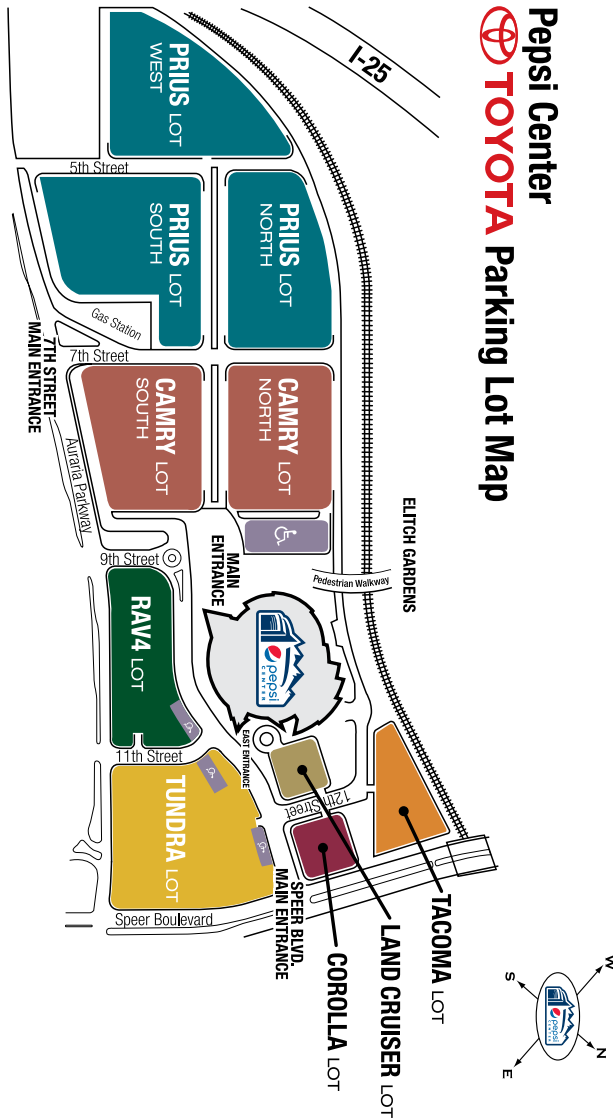 Pepsi Center
TOYOTA Parking Lot Map
I-25
PRIUS LOT
WEST
5th Street
PRIUS LOT
SOUTH
PRIUS LOT
NORTH
Gas Station
7th Street
7TH STREET
MAIN ENTRANCE
CAMRY LOT
SOUTH
CAMRY LOT
NORTH
Auraria Parkway
ELITCH GARDENS
Pedestrian Walkway
MAIN
ENTRANCE
9th Street
RAV4 LOT
pepsi
CENTER
EAST ENTRANCE
11th Street
12th Street
TUNDRA LOT
SPEER BLVD.
MAIN ENTRANCE
Speer Boulevard
TACOMA LOT
LAND CRUISER LOT
COROLLA LOT
W
N
S
E
pepsi
CENTER